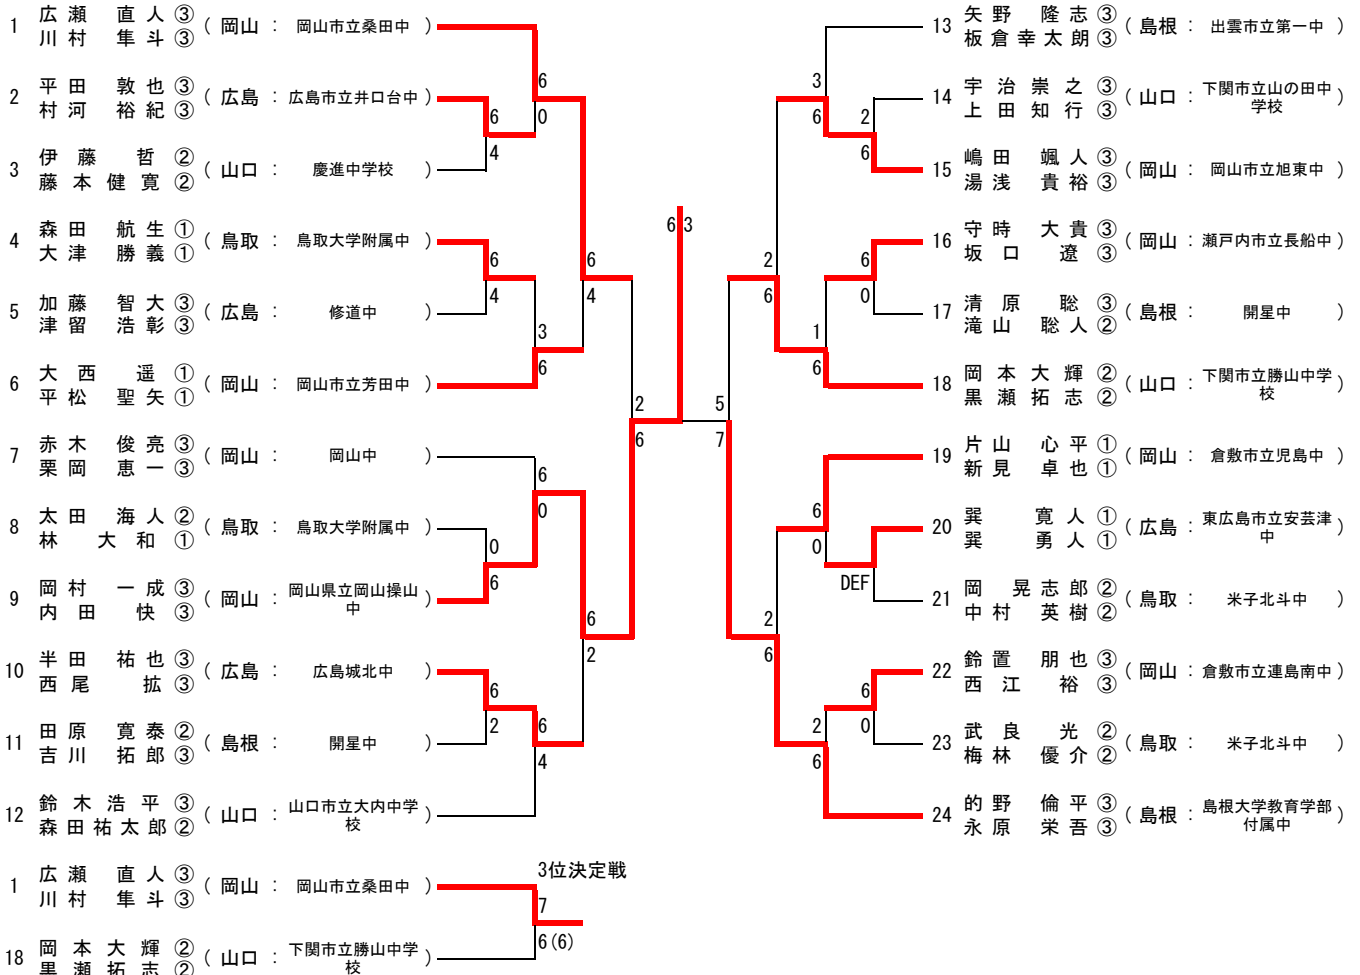 1 広瀬 直人 ③ ( 岡山 : 岡山市立桑田中 )
川村 隼斗 ③
2 平田 敦也 ③ ( 広島 : 広島市立井口台中 )
村河 裕紀 ③
3 伊藤 哲 ② ( 山口 : 慶進中学校 )
藤本健寛 ②
4 森田 航生 ① ( 鳥取 : 鳥取大学附属中 )
大津 勝義 ①
5 加藤 智大 ③ ( 広島 : 修道中 )
津留 浩彰 ③
6 大西 遥 ① ( 岡山 : 岡山市立芳田中 )
平松 聖矢 ①
7 赤木 俊亮 ③ ( 岡山 : 岡山中 )
栗岡 恵一 ③
8 太田 海人 ② ( 鳥取 : 鳥取大学附属中 )
林 大和 ①
9 岡村 一成 ③ ( 岡山 : 岡山県立岡山操山中 )
内田 快 ③
10 半田 祐也 ③ ( 広島 : 広島城北中 )
西尾 拡 ③
11 田原 寛泰 ② ( 島根 : 開星中 )
吉川 拓郎 ③
12 鈴木浩平 ③ ( 山口 : 山口市立大内中学校 )
森田祐太郎 ②
6
0
6
4
6
4
3
6
6
4
6
0
0
6
6
2
6
4
6
2
2
6
6 3
5
7
13 矢野 隆志 ③ ( 島根 : 出雲市立第一中 )
板倉幸太朗 ③
14 宇治崇之 ③ ( 山口 : 下関市立山の田中学校 )
上田知行 ③
15 嶋田 颯人 ③ ( 岡山 : 岡山市立旭東中 )
湯浅 貴裕 ③
16 守時 大貴 ③ ( 岡山 : 瀬戸内市立長船中 )
坂口 遼 ③
17 清原 聡 ③ ( 島根 : 開星中 )
滝山 聡人 ②
18 岡本大輝 ② ( 山口 : 下関市立勝山中学校 )
黒瀬拓志 ②
19 片山 心平 ① ( 岡山 : 倉敷市立児島中 )
新見 卓也 ①
20 巽 寛人 ① ( 広島 : 東広島市立安芸津中 )
巽 勇人 ①
21 岡 晃志郎 ② ( 鳥取 : 米子北斗中 )
中村 英樹 ②
22 鈴置 朋也 ③ ( 岡山 : 倉敷市立連島南中 )
西江 裕 ③
23 武良 光 ② ( 鳥取 : 米子北斗中 )
梅林 優介 ②
24 的野 倫平 ③ ( 島根 : 島根大学教育学部付属中 )
永原 栄吾 ③
3
6
2
6
2
6
6
0
1
6
6
0
DEF
2
6
6
0
2
6
3位決定戦
1 広瀬 直人 ③ ( 岡山 : 岡山市立桑田中 )
川村 隼斗 ③
7
6(6)
18 岡本大輝 ② ( 山口 : 下関市立勝山中学校 )
黒瀬拓志 ②